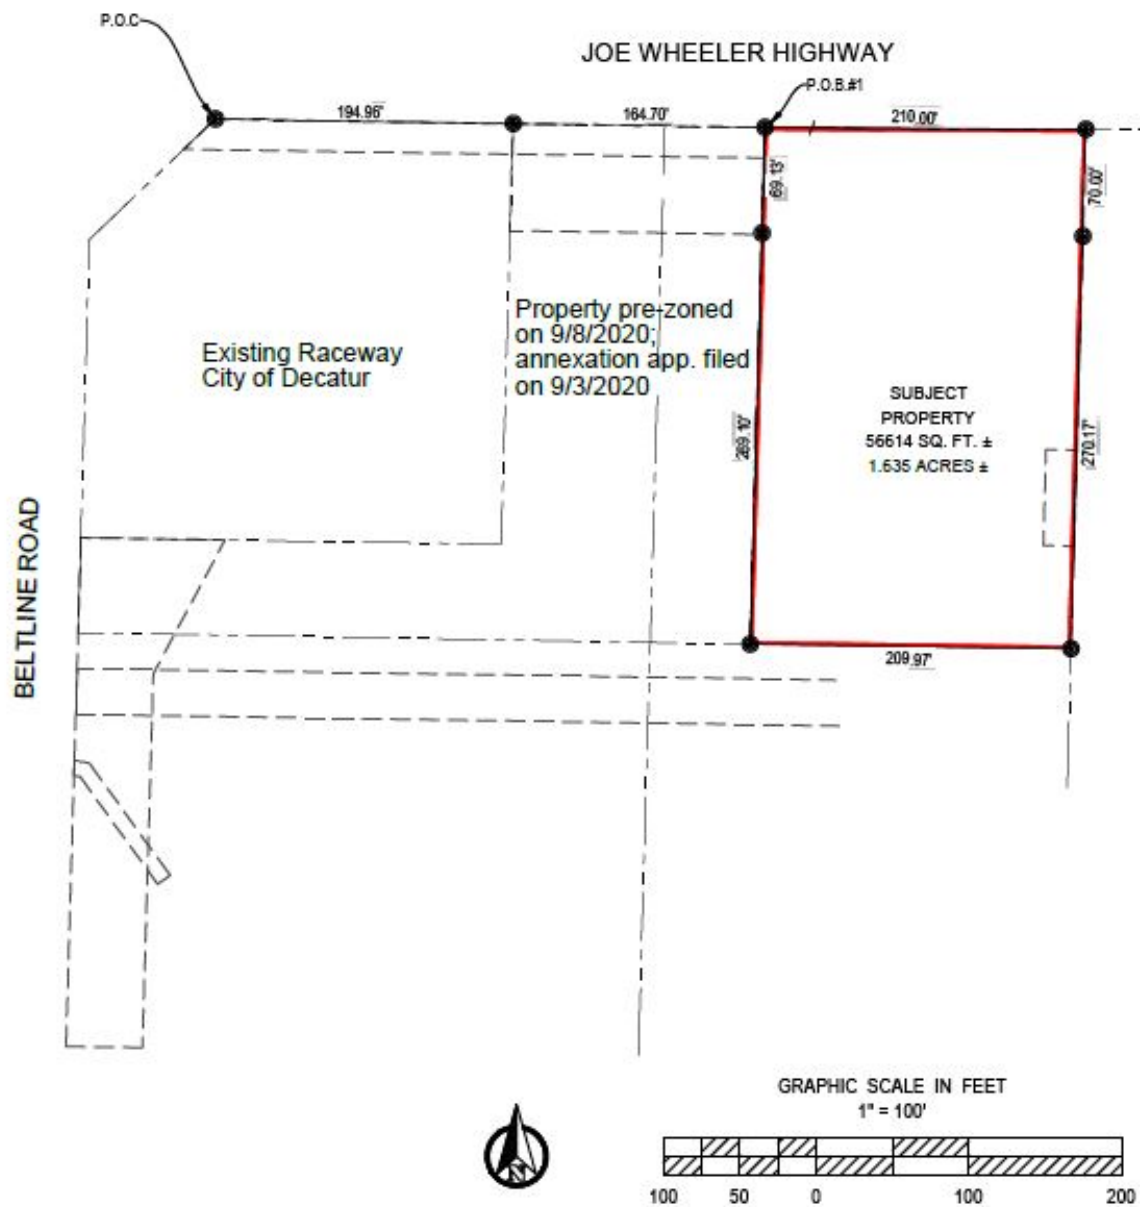 P.O.C
JOE WHEELER HIGHWAY
P.O.B.#1
194.96'
164.70'
210.00'
69.13'
70.00'
Property pre-zoned
on 9/8/2020;
annexation app. filed
on 9/3/2020
Existing Raceway
City of Decatur
SUBJECT
PROPERTY
56614 SQ. FT. ±
1.635 ACRES ±
269.10'
270.17'
BELTLINE ROAD
209.97'
GRAPHIC SCALE IN FEET
1" = 100'
N
100 50 0 100 200